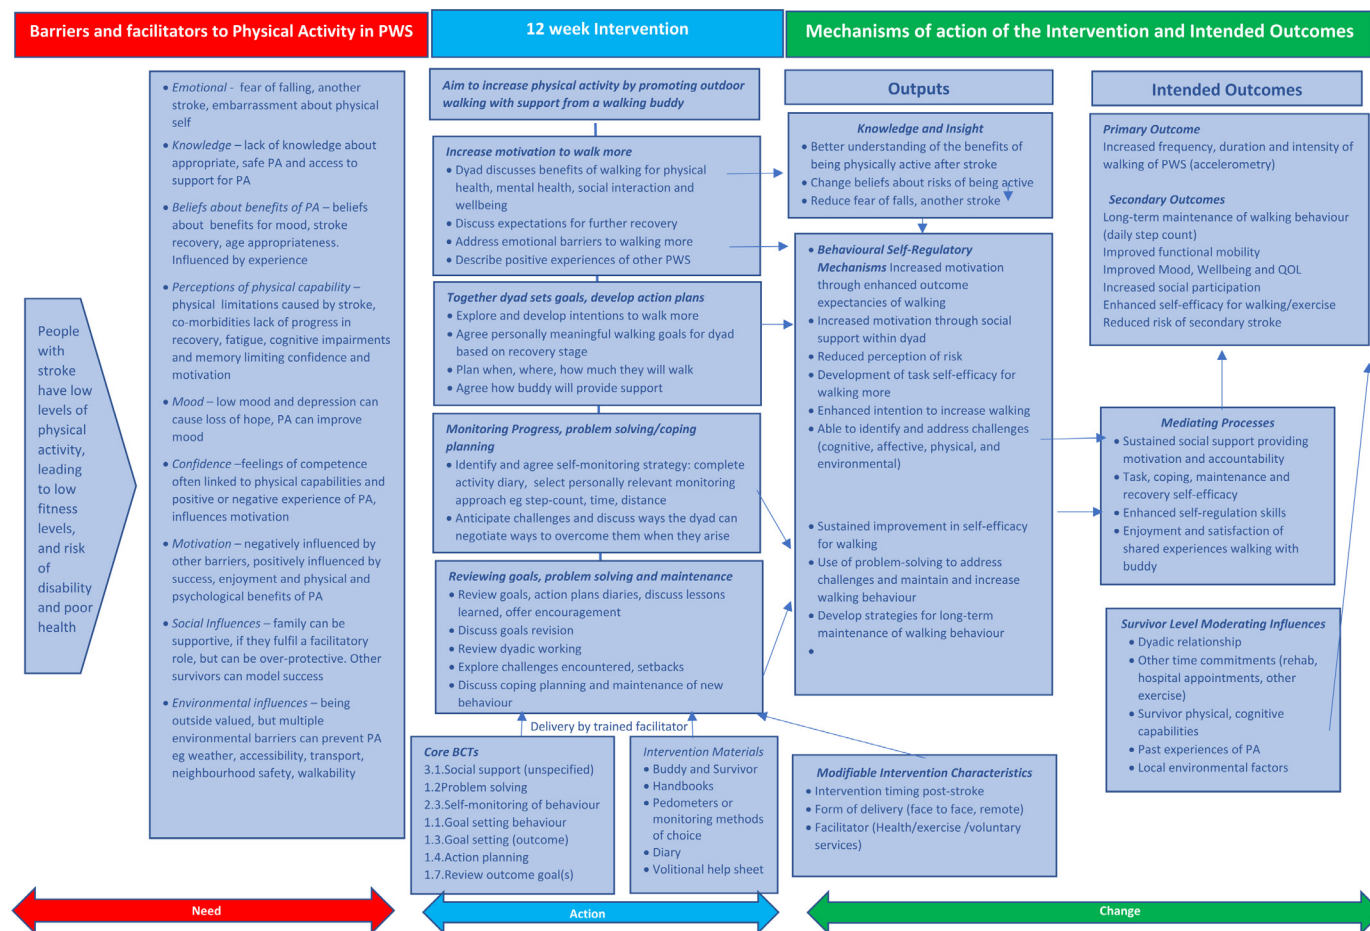 Barriers and facilitators to Physical Activity in PWS
12 week Intervention
Mechanisms of action of the Intervention and Intended Outcomes
People
with
stroke
have low
levels of
physical
activity,
leading
to low
fitness
levels,
and risk
of
disability
and poor
health
• Emotional - fear of falling, another
stroke, embarrassment about physical
self
• Knowledge – lack of knowledge about
appropriate, safe PA and access to
support for PA
• Beliefs about benefits of PA – beliefs
about benefits for mood, stroke
recovery, age appropriateness.
Influenced by experience
• Perceptions of physical capability –
physical limitations caused by stroke,
co-morbidities lack of progress in
recovery, fatigue, cognitive impairments
and memory limiting confidence and
motivation
• Mood – low mood and depression can
cause loss of hope, PA can improve
mood
• Confidence –feelings of competence
often linked to physical capabilities and
positive or negative experience of PA,
influences motivation
• Motivation – negatively influenced by
other barriers, positively influenced by
success, enjoyment and physical and
psychological benefits of PA
• Social Influences – family can be
supportive, if they fulfil a facilitatory
role, but can be over-protective. Other
survivors can model success
• Environmental influences – being
outside valued, but multiple
environmental barriers can prevent PA
eg weather, accessibility, transport,
neighbourhood safety, walkability
Aim to increase physical activity by promoting outdoor
walking with support from a walking buddy
Increase motivation to walk more
• Dyad discusses benefits of walking for physical
health, mental health, social interaction and
wellbeing
• Discuss expectations for further recovery
• Address emotional barriers to walking more
• Describe positive experiences of other PWS
Together dyad sets goals, develop action plans
• Explore and develop intentions to walk more
• Agree personally meaningful walking goals for dyad
based on recovery stage
• Plan when, where, how much they will walk
• Agree how buddy will provide support
Monitoring Progress, problem solving/coping
planning
• Identify and agree self-monitoring strategy: complete
activity diary, select personally relevant monitoring
approach eg step-count, time, distance
• Anticipate challenges and discuss ways the dyad can
negotiate ways to overcome them when they arise
Reviewing goals, problem solving and maintenance
• Review goals, action plans diaries, discuss lessons
learned, offer encouragement
• Discuss goals revision
• Review dyadic working
• Explore challenges encountered, setbacks
• Discuss coping planning and maintenance of new
behaviour
Delivery by trained facilitator
Core BCTs
3.1.Social support (unspecified)
1.2Problem solving
2.3.Self-monitoring of behaviour
1.1.Goal setting behaviour
1.3.Goal setting (outcome)
1.4.Action planning
1.7.Review outcome goal(s)
Intervention Materials
• Buddy and Survivor
• Handbooks
• Pedometers or
monitoring methods
of choice
• Diary
• Volitional help sheet
Outputs
Knowledge and Insight
• Better understanding of the benefits of
being physically active after stroke
• Change beliefs about risks of being active
• Reduce fear of falls, another stroke
• Behavioural Self-Regulatory
Mechanisms Increased motivation
through enhanced outcome
expectancies of walking
• Increased motivation through social
support within dyad
• Reduced perception of risk
• Development of task self-efficacy for
walking more
• Enhanced intention to increase walking
• Able to identify and address challenges
(cognitive, affective, physical, and
environmental)
• Sustained improvement in self-efficacy
for walking
• Use of problem-solving to address
challenges and maintain and increase
walking behaviour
• Develop strategies for long-term
maintenance of walking behaviour
•
Modifiable Intervention Characteristics
• Intervention timing post-stroke
• Form of delivery (face to face, remote)
• Facilitator (Health/exercise /voluntary
services)
Intended Outcomes
Primary Outcome
Increased frequency, duration and intensity of
walking of PWS (accelerometry)
Secondary Outcomes
Long-term maintenance of walking behaviour
(daily step count)
Improved functional mobility
Improved Mood, Wellbeing and QOL
Increased social participation
Enhanced self-efficacy for walking/exercise
Reduced risk of secondary stroke
Mediating Processes
• Sustained social support providing
motivation and accountability
• Task, coping, maintenance and
recovery self-efficacy
• Enhanced self-regulation skills
• Enjoyment and satisfaction of
shared experiences walking with
buddy
Survivor Level Moderating Influences
• Dyadic relationship
• Other time commitments (rehab,
hospital appointments, other
exercise)
• Survivor physical, cognitive
capabilities
• Past experiences of PA
• Local environmental factors
Need
Action
Change